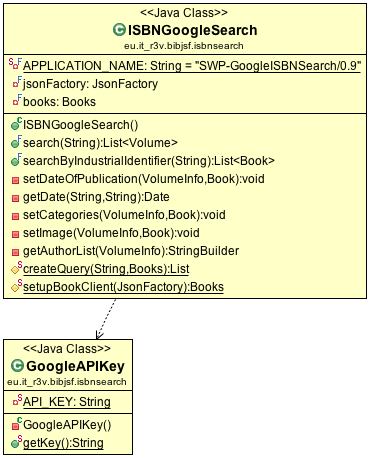 <<Java Class>>
ISBNGoogleSearch
eu.it_r3v.bibjsf.isbnsearch
APPLICATION_NAME: String = "SWP-GoogleISBNSearch/0.9"
jsonFactory: JsonFactory
books: Books
ISBNGoogleSearch()
search(String):List<Volume>
searchByIndustrialIdentifier(String):List<Book>
setDateOfPublication(VolumeInfo,Book):void
getDate(String,String):Date
setCategories(VolumeInfo,Book):void
setImage(VolumeInfo,Book):void
getAuthorList(VolumeInfo):StringBuilder
createQuery(String,Books):List
setupBookClient(JsonFactory):Books
<<Java Class>>
GoogleAPIKey
eu.it_r3v.bibjsf.isbnsearch
API_KEY: String
GoogleAPIKey()
getKey():String